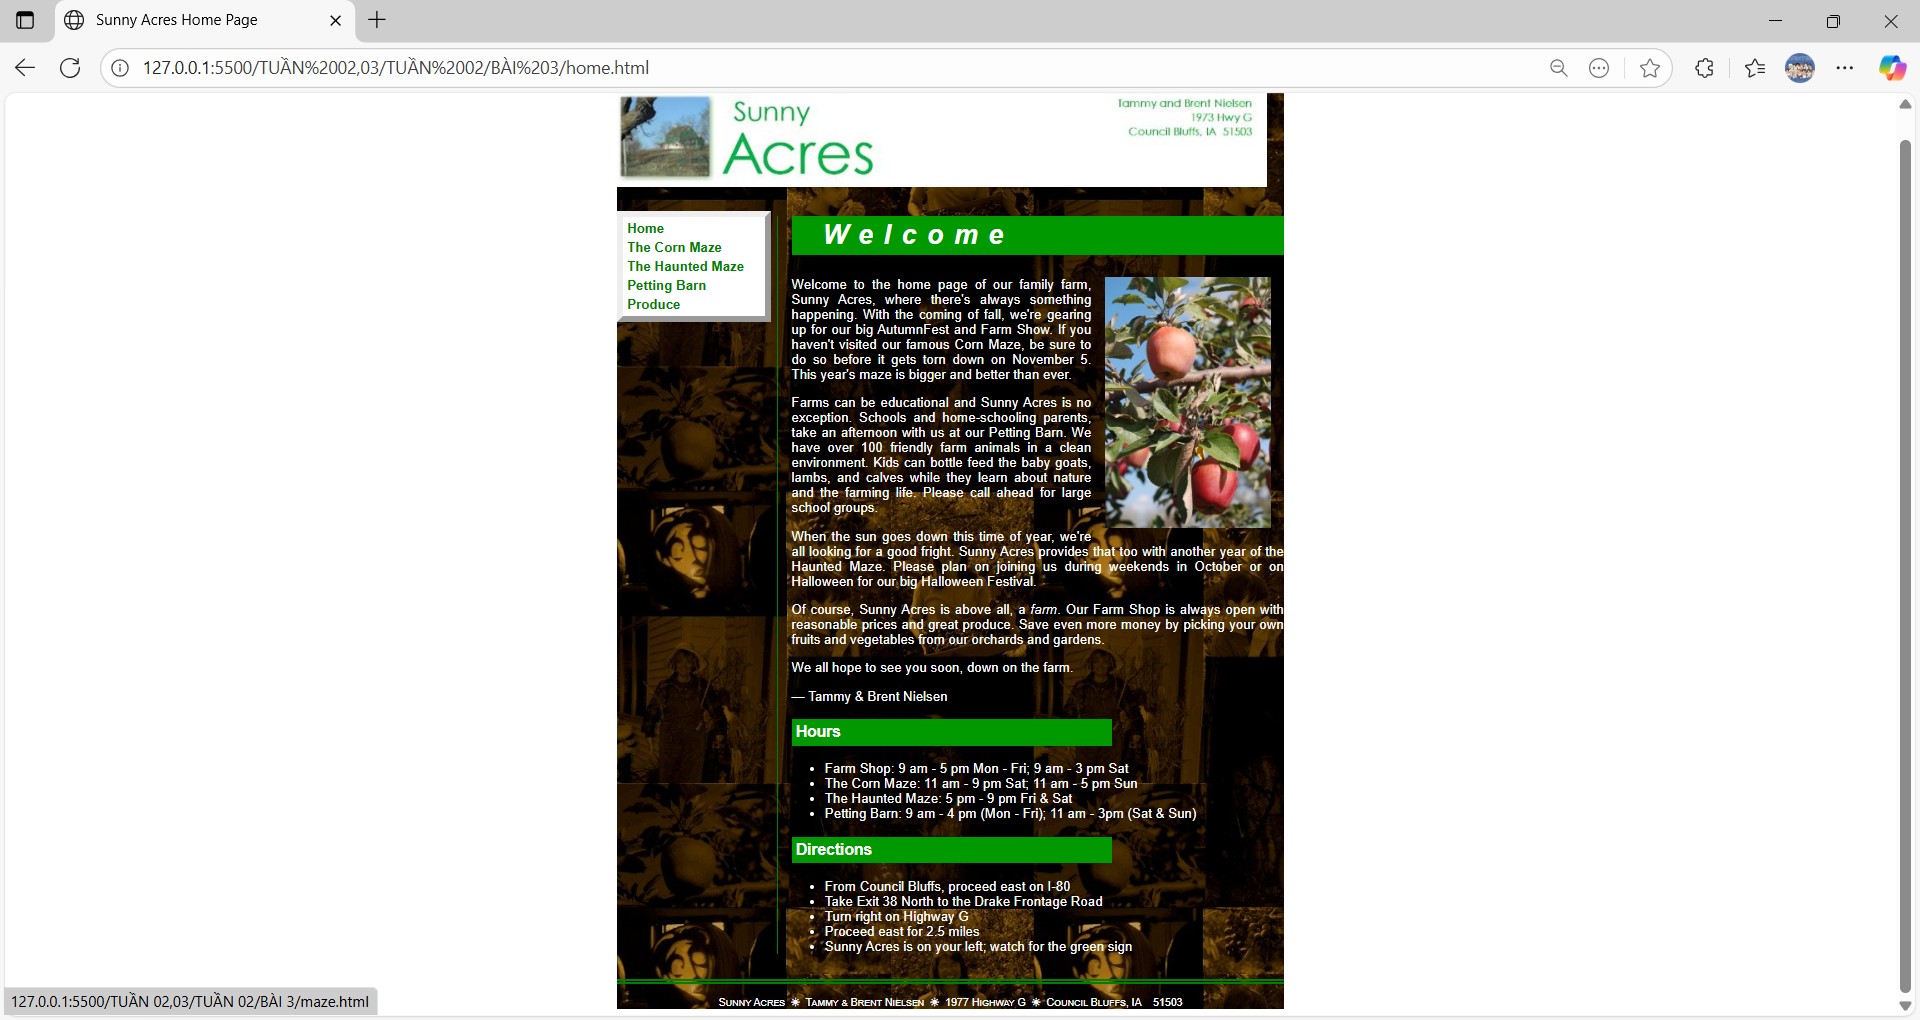 Sunny Acres Home Page
127.0.0.1:5500/TUẦN%2002,03/TUẦN%2002/BÀI%203/home.html
Sunny
Acres
Tammy and Brent Nielsen
1973 Hwy G
Council Bluffs, IA 51503
Home
The Corn Maze
The Haunted Maze
Petting Barn
Produce
Welcome
Welcome to the home page of our family farm,
Sunny Acres, where there's always something
happening. With the coming of fall, we're gearing
up for our big AutumnFest and Farm Show. If you
haven't visited our famous Corn Maze, be sure to
do so before it gets torn down on November 5.
This year's maze is bigger and better than ever.
Farms can be educational and Sunny Acres is no
exception. Schools and home-schooling parents,
take an afternoon with us at our Petting Barn. We
have over 100 friendly farm animals in a clean
environment. Kids can bottle feed the baby goats,
lambs, and calves while they learn about nature
and the farming life. Please call ahead for large
school groups.
When the sun goes down this time of year, we're
all looking for a good fright. Sunny Acres provides that too with another year of the
Haunted Maze. Please plan on joining us during weekends in October or on
Halloween for our big Halloween Festival.
Of course, Sunny Acres is above all, a farm. Our Farm Shop is always open with
reasonable prices and great produce. Save even more money by picking your own
fruits and vegetables from our orchards and gardens.
We all hope to see you soon, down on the farm.
— Tammy & Brent Nielsen
Hours
• Farm Shop: 9 am - 5 pm Mon - Fri; 9 am - 3 pm Sat
• The Corn Maze: 11 am - 9 pm Sat; 11 am - 5 pm Sun
• The Haunted Maze: 5 pm - 9 pm Fri & Sat
• Petting Barn: 9 am - 4 pm (Mon - Fri); 11 am - 3pm (Sat & Sun)
Directions
• From Council Bluffs, proceed east on I-80
• Take Exit 38 North to the Drake Frontage Road
• Turn right on Highway G
• Proceed east for 2.5 miles
• Sunny Acres is on your left; watch for the green sign
Sunny Acres ✳ Tammy & Brent Nielsen ✳ 1977 Highway G ✳ Council Bluffs, IA 51503
127.0.0.1:5500/TUẦN 02,03/TUẦN 02/BÀI 3/maze.html